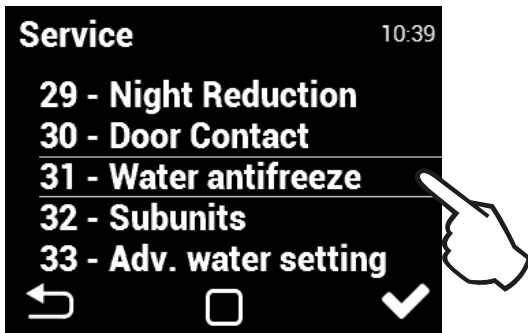 Service
10:39
29 - Night Reduction
30 - Door Contact
31 - Water antifreeze
32 - Subunits
33 - Adv. water setting